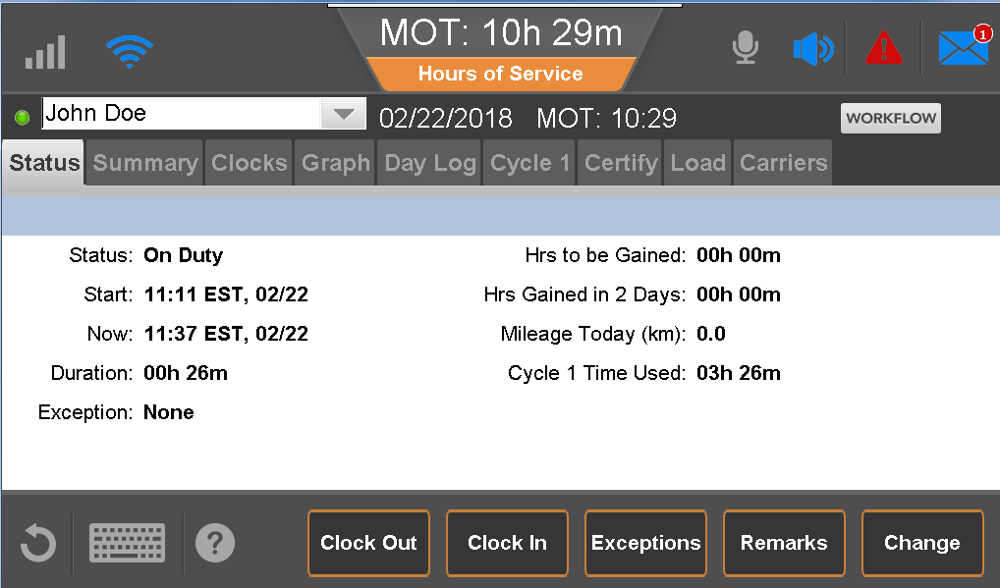 MOT: 10h 29m
Hours of Service
1
John Doe 02/22/2018 MOT: 10:29 WORKFLOW
Status Summary Clocks Graph Day Log Cycle 1 Certify Load Carriers
Status: On Duty Hrs to be Gained: 00h 00m
Start: 11:11 EST, 02/22 Hrs Gained in 2 Days: 00h 00m
Now: 11:37 EST, 02/22 Mileage Today (km): 0.0
Duration: 00h 26m Cycle 1 Time Used: 03h 26m
Exception: None
? Clock Out Clock In Exceptions Remarks Change